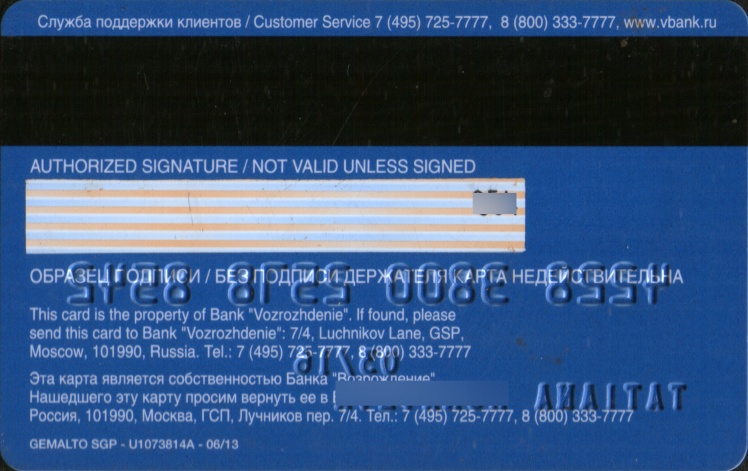 Служба поддержки клиентов / Customer Service 7 (495) 725-7777, 8 (800) 333-7777, www.vbank.ru
AUTHORIZED SIGNATURE / NOT VALID UNLESS SIGNED
ОБРАЗЕЦ ПОДПИСИ / БЕЗ ПОДПИСИ ДЕРЖАТЕЛЯ КАРТА НЕДЕЙСТВИТЕЛЬНА
This card is the property of Bank "Vozrozhdenie". If found, please
send this card to Bank "Vozrozhdenie": 7/4, Luchnikov Lane, GSP,
Moscow, 101990, Russia. Tel.: 7 (495) 725-7777, 8 (800) 333-7777
Эта карта является собственностью Банка "Возрождение".
Нашедшего эту карту просим вернуть ее в
TATIANA
Россия, 101990, Москва, ГСП, Лучников пер. 7/4. Тел.: 7 (495) 725-7777, 8 (800) 333-7777
GEMALTO SGP - U1073814A - 06/13